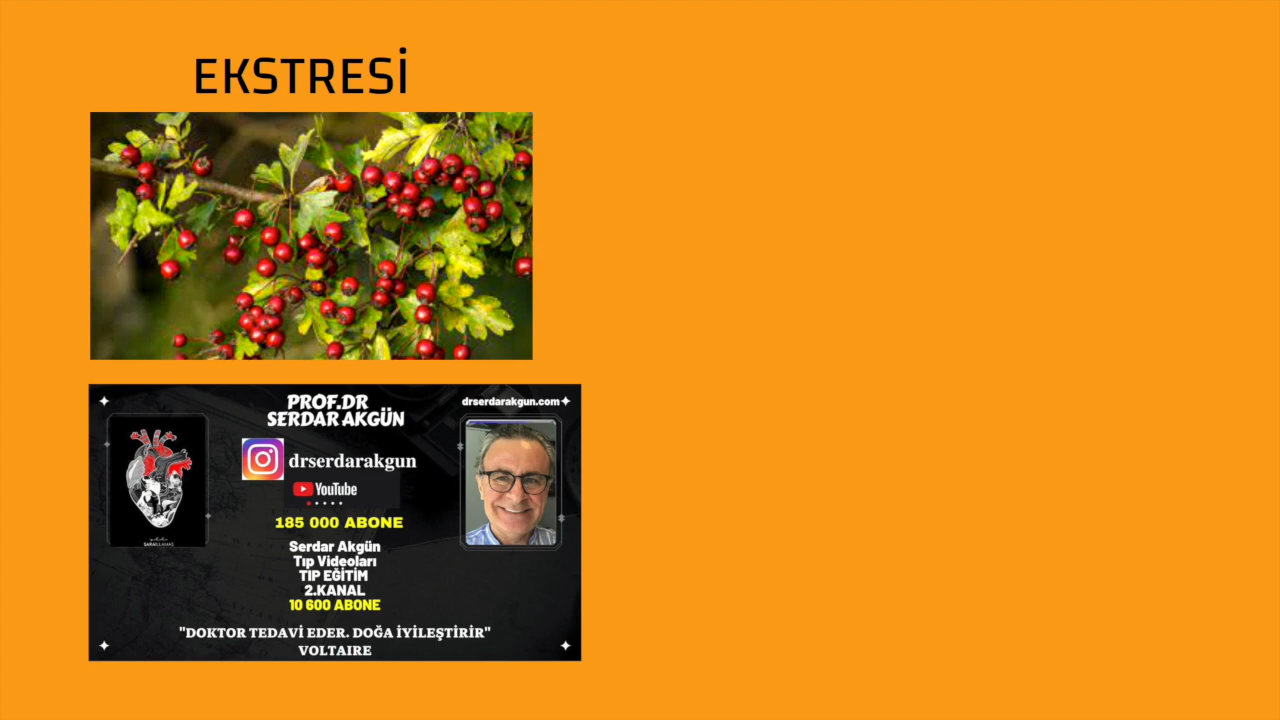 EKSTRESİ
PROF.DR
SERDAR AKGÜN
drserdarakgun.com
drserdarakgun
YouTube
185 000 ABONE
Serdar Akgün
Tıp Videoları
TIP EĞİTİM
2.KANAL
10 600 ABONE
"DOKTOR TEDAVİ EDER. DOĞA İYİLEŞTİRİR"
VOLTAIRE